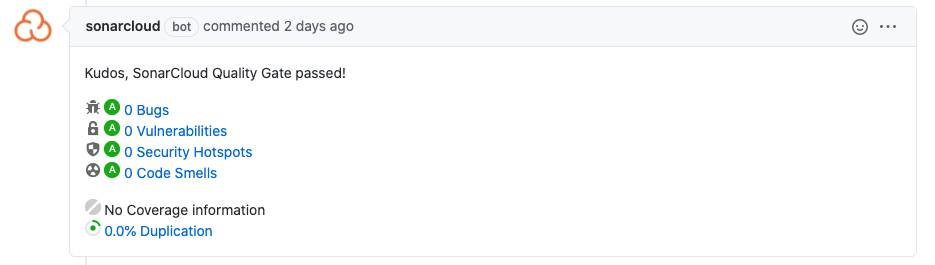 sonarcloud bot commented 2 days ago
Kudos, SonarCloud Quality Gate passed!
A 0 Bugs
A 0 Vulnerabilities
A 0 Security Hotspots
A 0 Code Smells
No Coverage information
0.0% Duplication